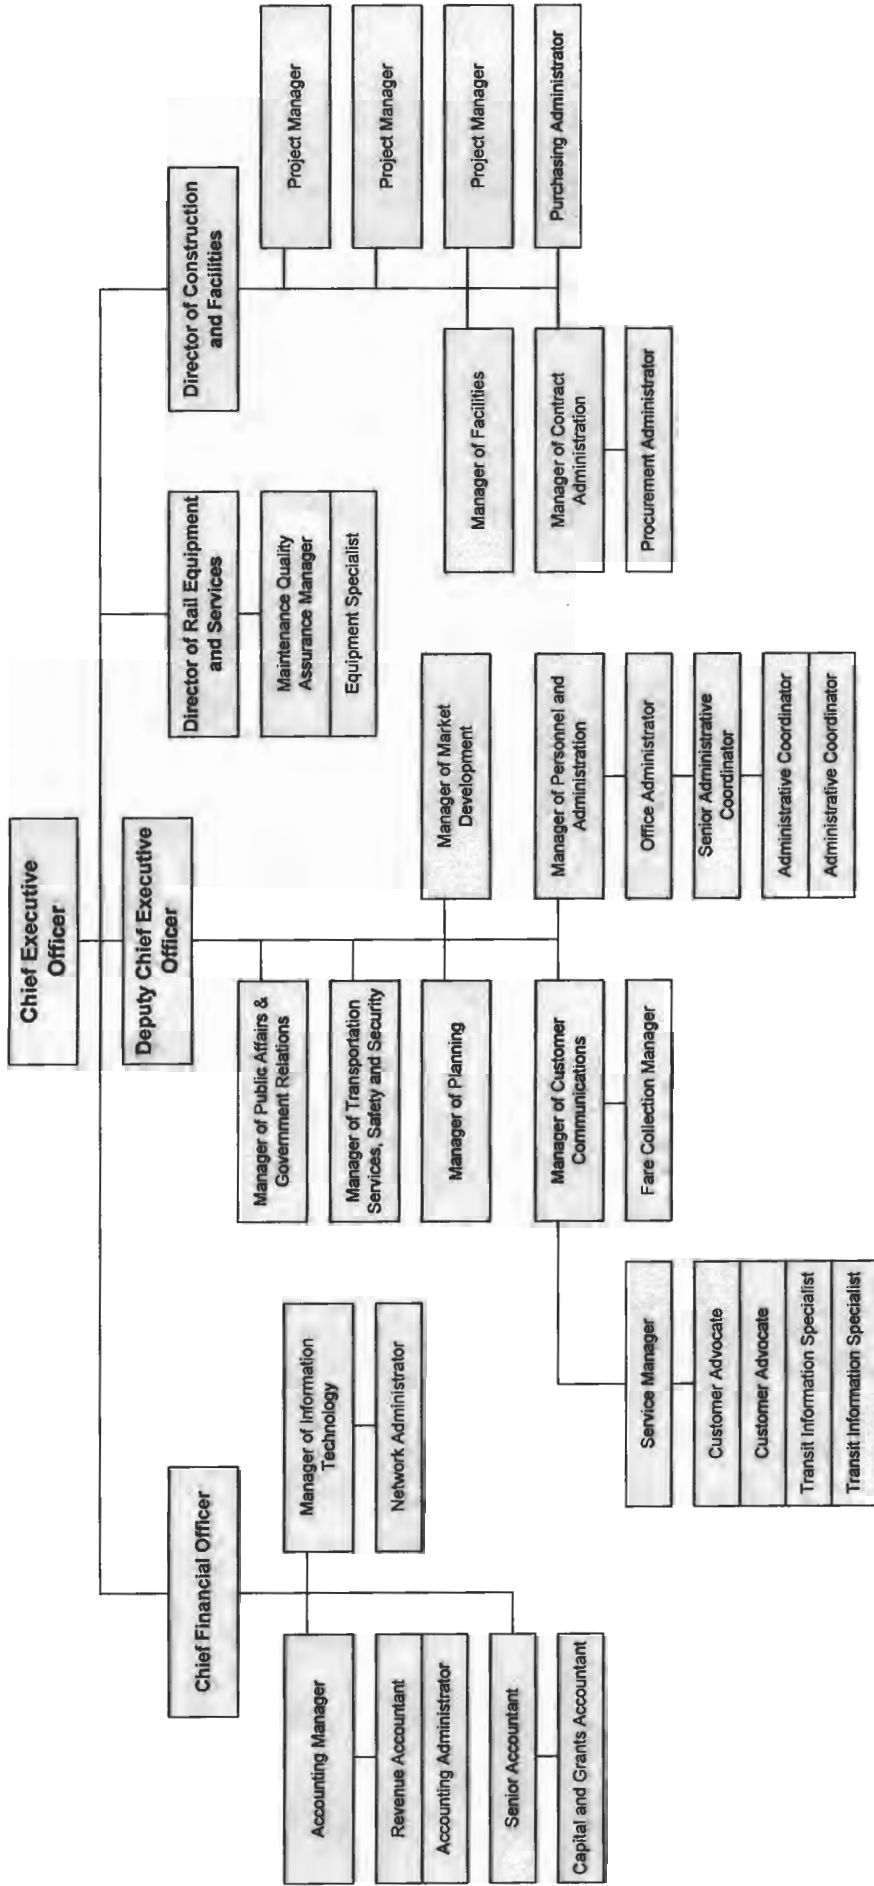 Chief Executive
Officer
Deputy Chief Executive
Officer
Chief Financial Officer
Director of Rail Equipment
and Services
Director of Construction
and Facilities
Accounting Manager
Revenue Accountant
Accounting Administrator
Senior Accountant
Capital and Grants Accountant
Manager of Information
Technology
Network Administrator
Manager of Public Affairs &
Government Relations
Manager of Transportation
Services, Safety and Security
Manager of Planning
Manager of Market
Development
Manager of Customer
Communications
Fare Collection Manager
Service Manager
Customer Advocate
Customer Advocate
Transit Information Specialist
Transit Information Specialist
Manager of Personnel and
Administration
Office Administrator
Senior Administrative
Coordinator
Administrative Coordinator
Administrative Coordinator
Maintenance Quality
Assurance Manager
Equipment Specialist
Project Manager
Project Manager
Project Manager
Manager of Facilities
Purchasing Administrator
Manager of Contract
Administration
Procurement Administrator